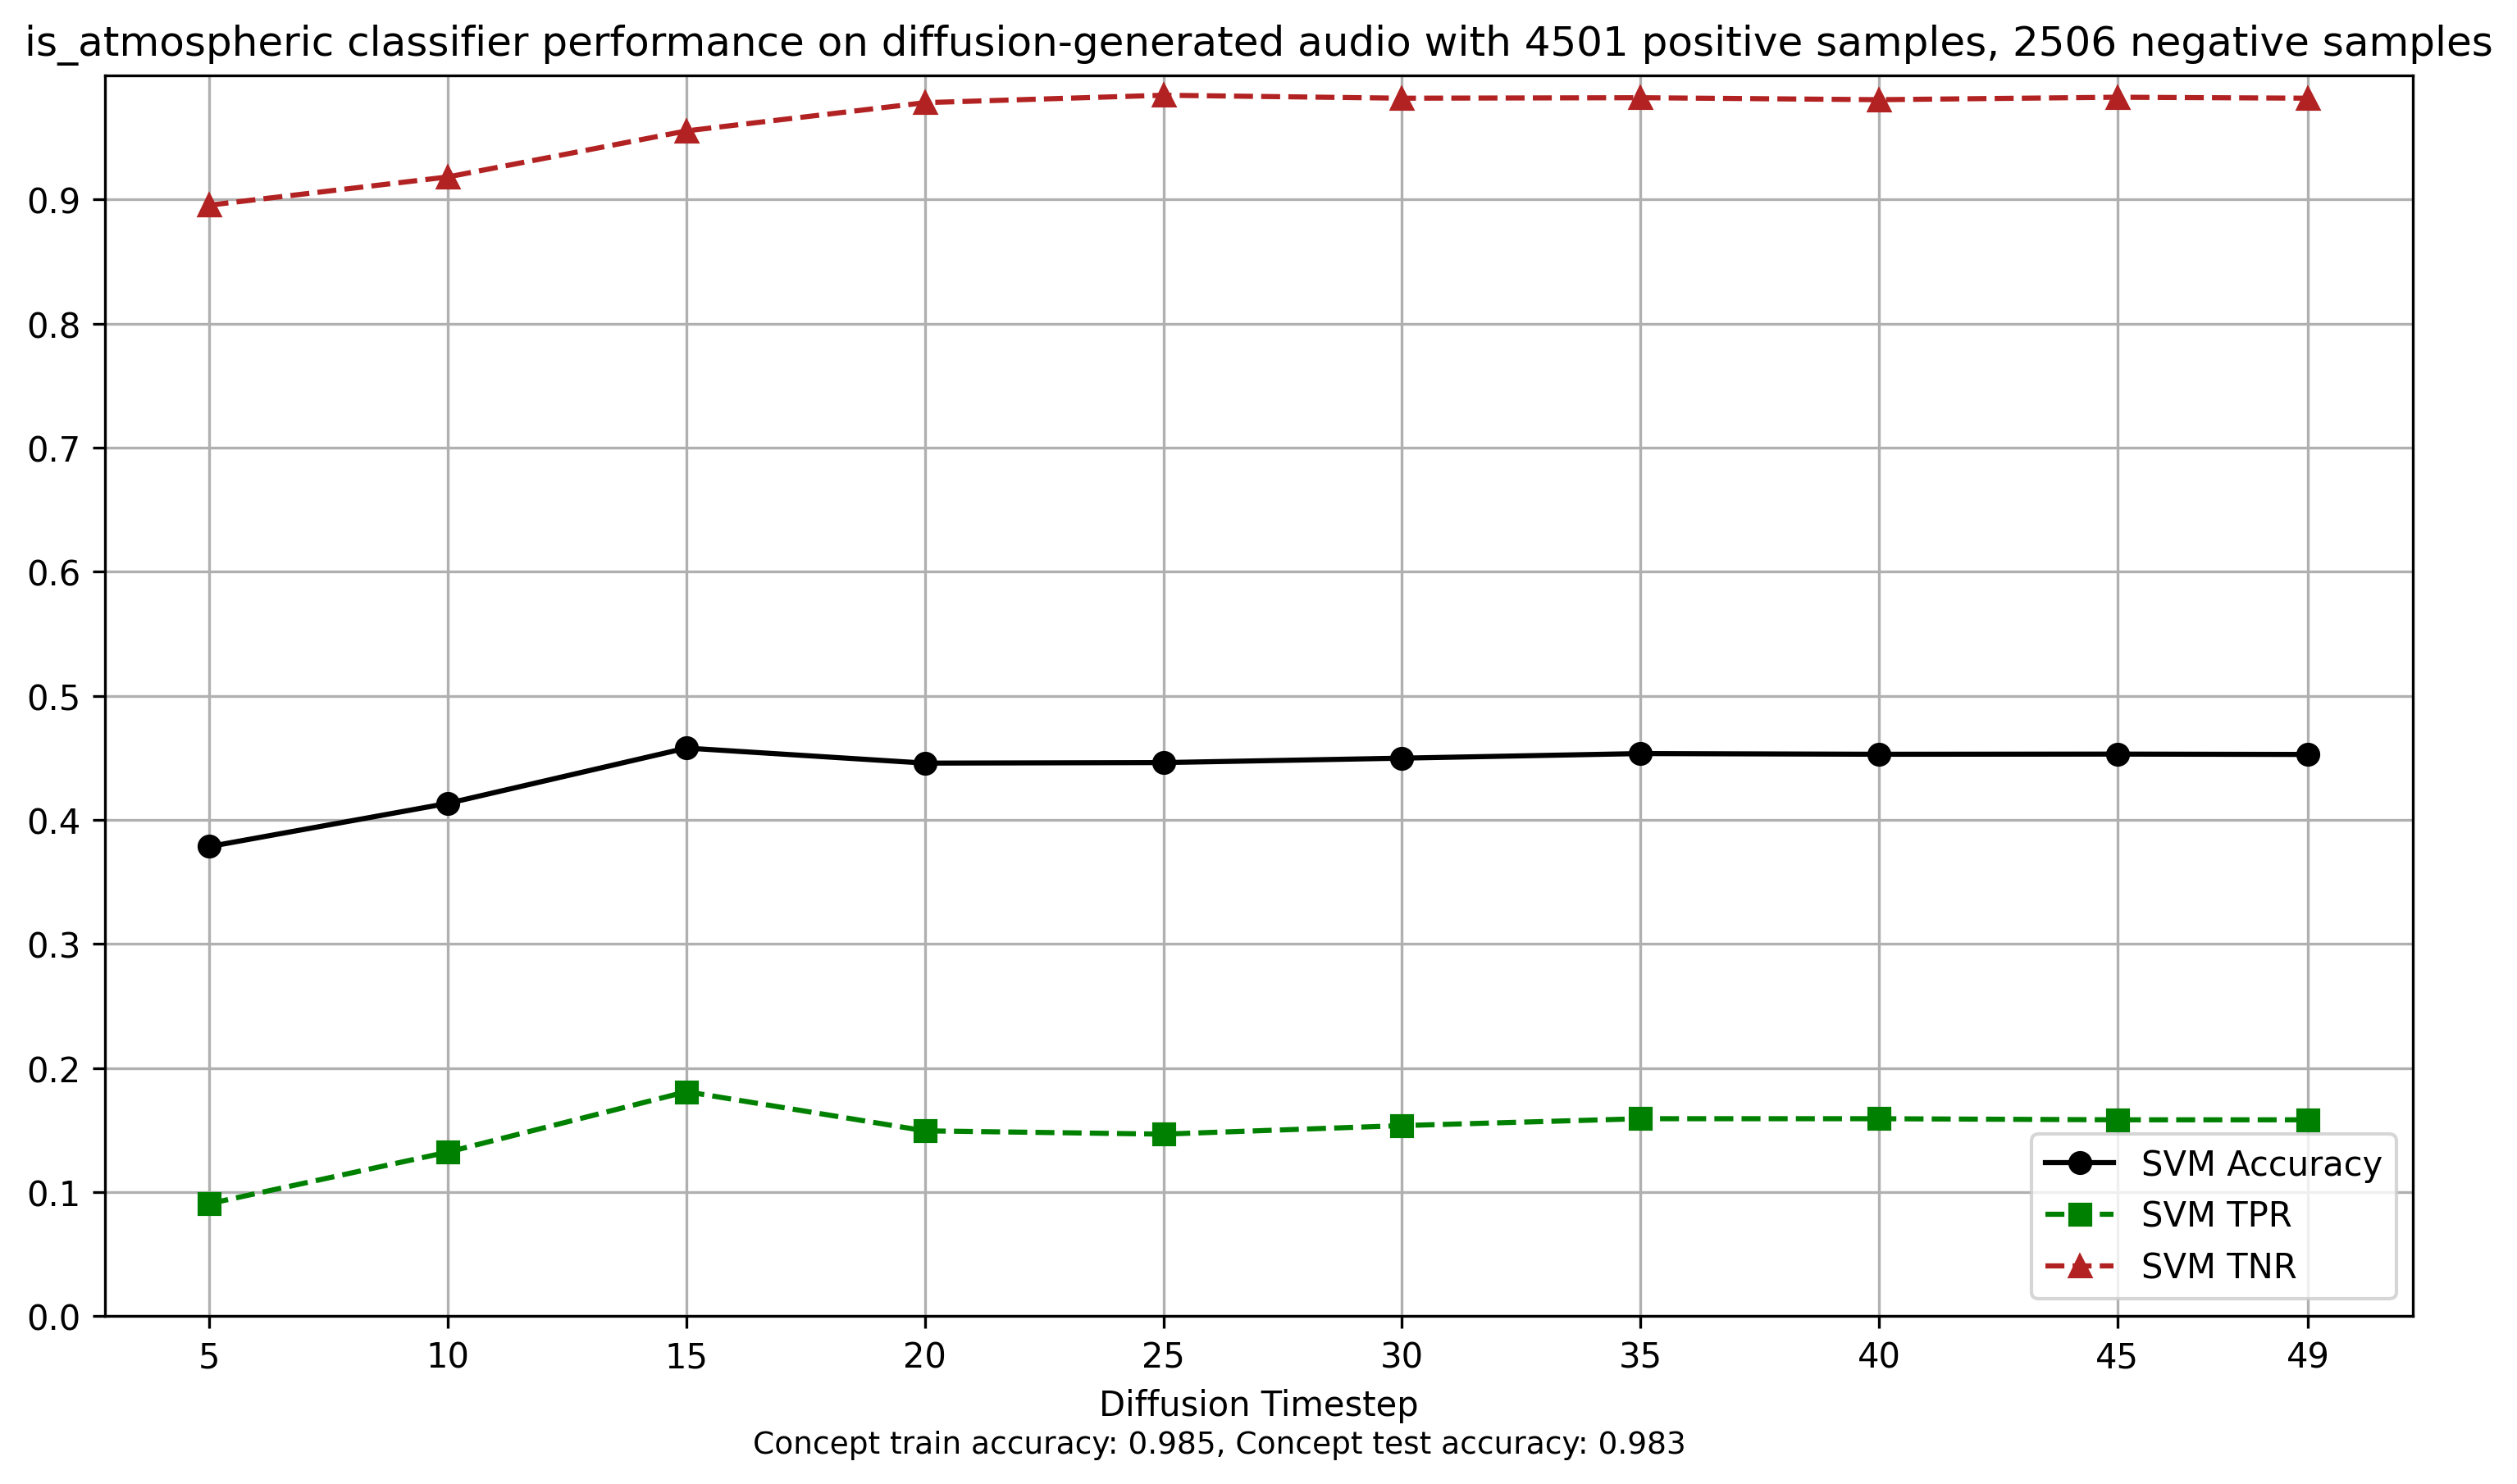 is_atmospheric classifier performance on diffusion-generated audio with 4501 positive samples, 2506 negative samples
0.9
0.8
0.7
0.6
0.5
0.4
0.3
0.2
0.1
0.0
SVM Accuracy
SVM TPR
SVM TNR
5 10 15 20 25 30 35 40 45 49
Diffusion Timestep
Concept train accuracy: 0.985, Concept test accuracy: 0.983